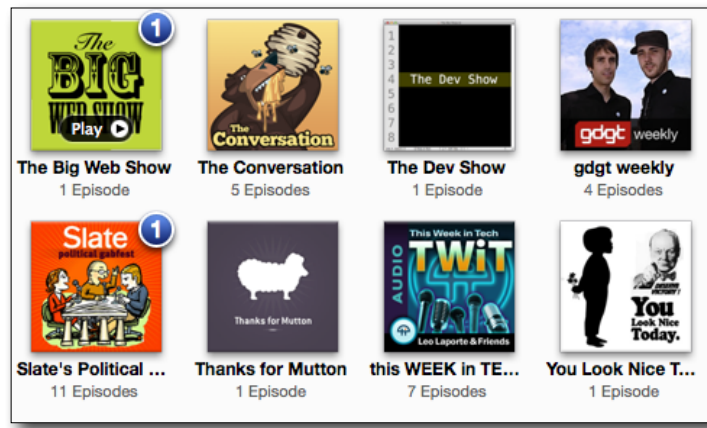 The
BIG
WEB SHOW
Play
1
The Big Web Show
1 Episode
The
Conversation
The Conversation
5 Episodes
1
2
3
4 The Dev Show
5
6
7
8
The Dev Show
1 Episode
gdgt weekly
gdgt weekly
4 Episodes
Slate
political gabfest
1
Slate's Political ...
11 Episodes
Thanks for Mutton
Thanks for Mutton
1 Episode
This Week in Tech
AUDIO
TWiT
Leo Laporte & Friends
this WEEK in TE...
7 Episodes
DESERVE
VICTORY!
You
Look Nice
Today.
You Look Nice T...
1 Episode